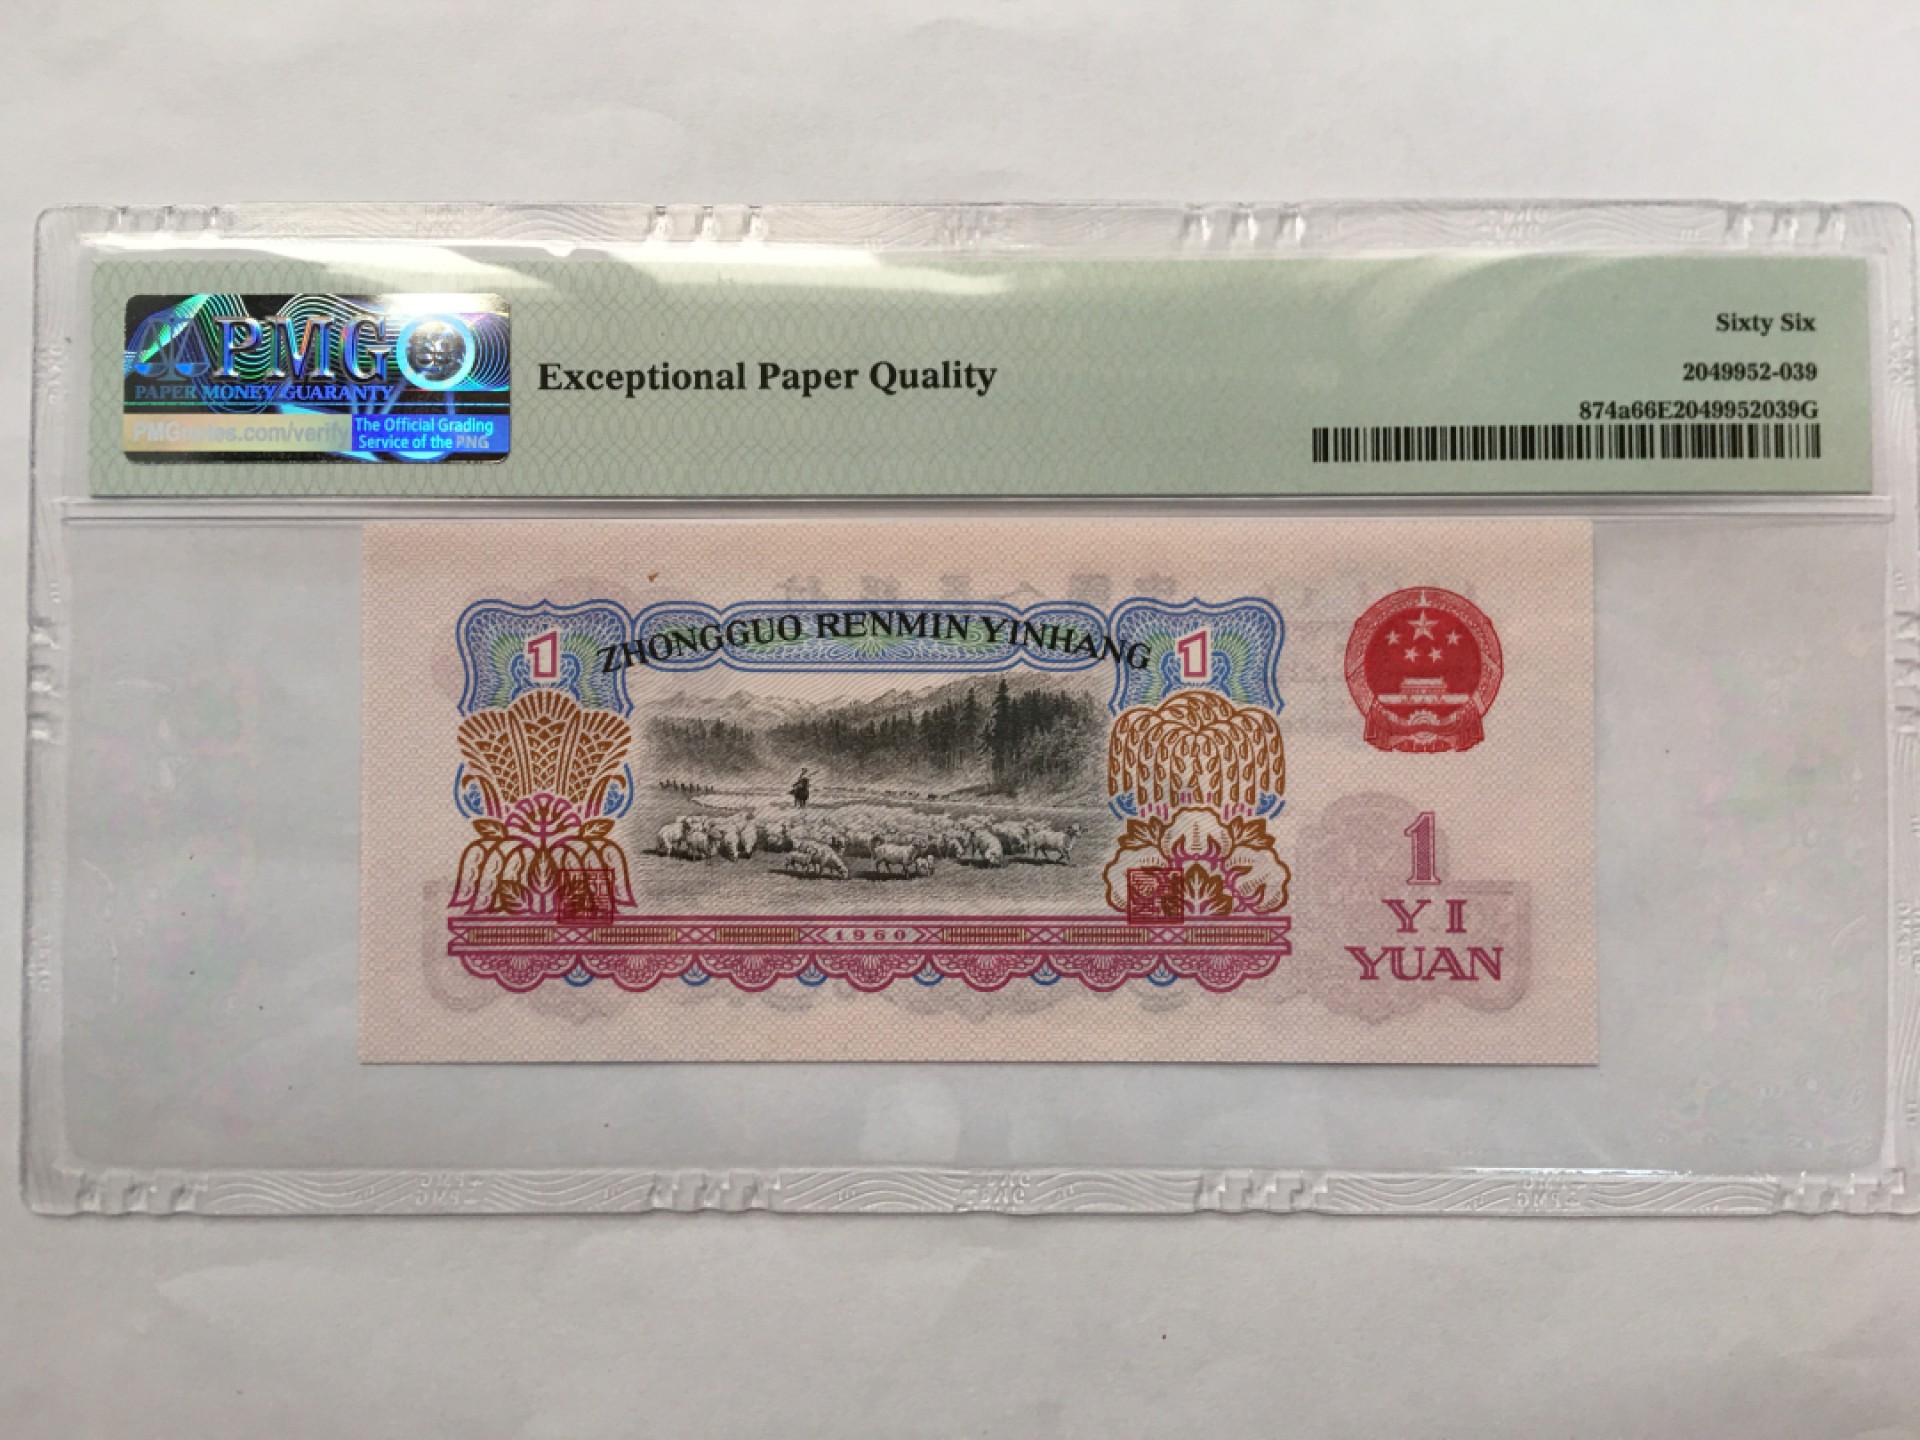 PMG
PAPER MONEY GUARANTY
PMGnotes.com/verify
The Official Grading
Service of the PNG
Exceptional Paper Quality
Sixty Six
2049952-039
874a66E2049952039G
ZHONGGUO RENMIN YINHANG
1
1
1960
1
YI
YUAN